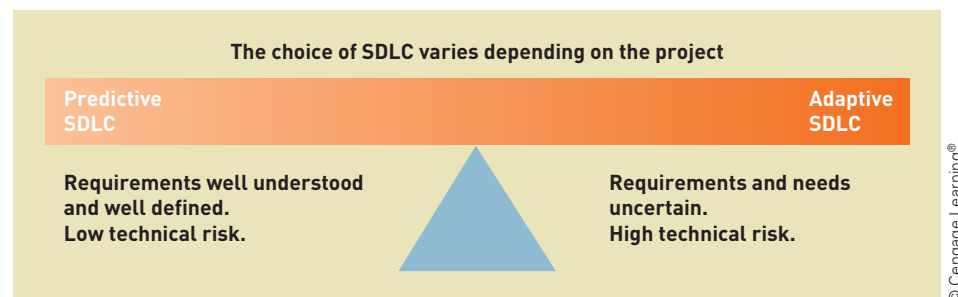 The choice of SDLC varies depending on the project
Predictive
SDLC
Adaptive
SDLC
Requirements well understood
and well defined.
Low technical risk.
Requirements and needs
uncertain.
High technical risk.
© Cengage Learning®